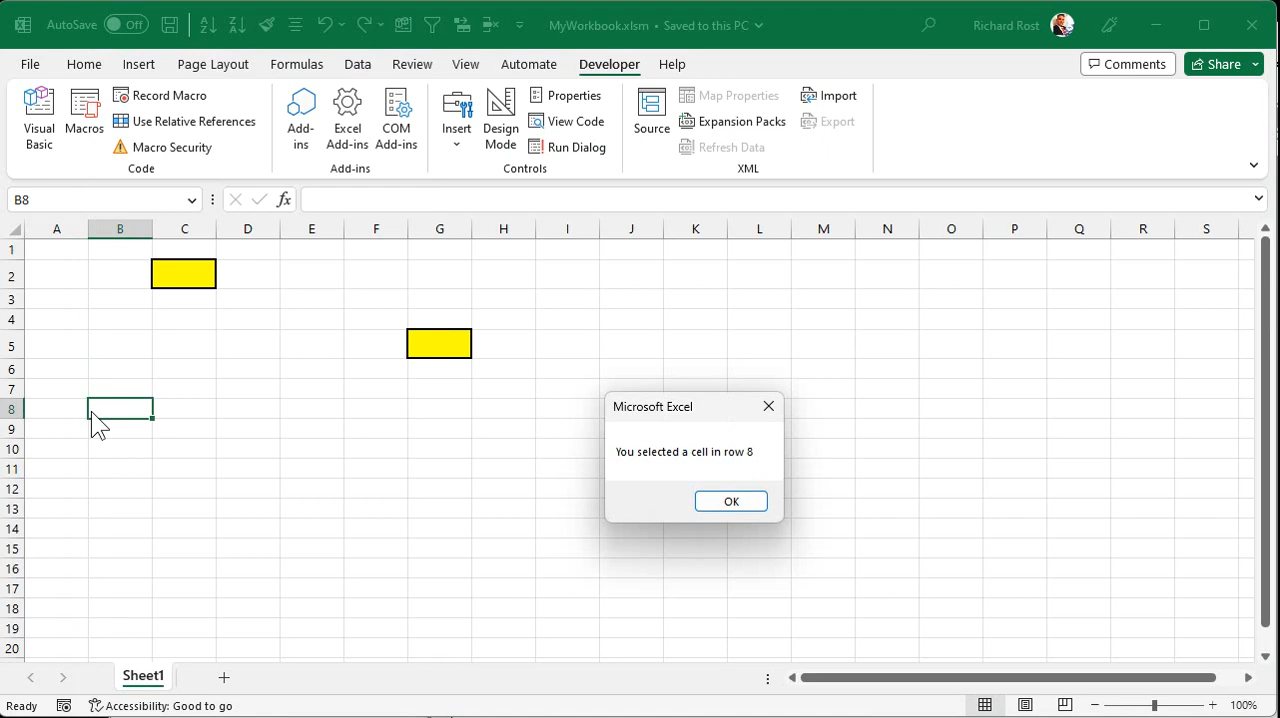 AutoSave Off MyWorkbook.xlsm • Saved to this PC Richard Rost
File Home Insert Page Layout Formulas Data Review View Automate Developer Help Comments Share
Visual Basic
Macros
Record Macro
Use Relative References
Macro Security
Code
Add-ins
Excel Add-ins
COM Add-ins
Add-ins
Insert
Design Mode
Properties
View Code
Run Dialog
Controls
Source
Map Properties
Expansion Packs
Refresh Data
Import
Export
XML
B8 fx
A B C D E F G H I J K L M N O P Q R S
1
2
3
4
5
6
7
8
9
10
11
12
13
14
15
16
17
18
19
20
Microsoft Excel
You selected a cell in row 8
OK
Sheet1
Ready Accessibility: Good to go 100%